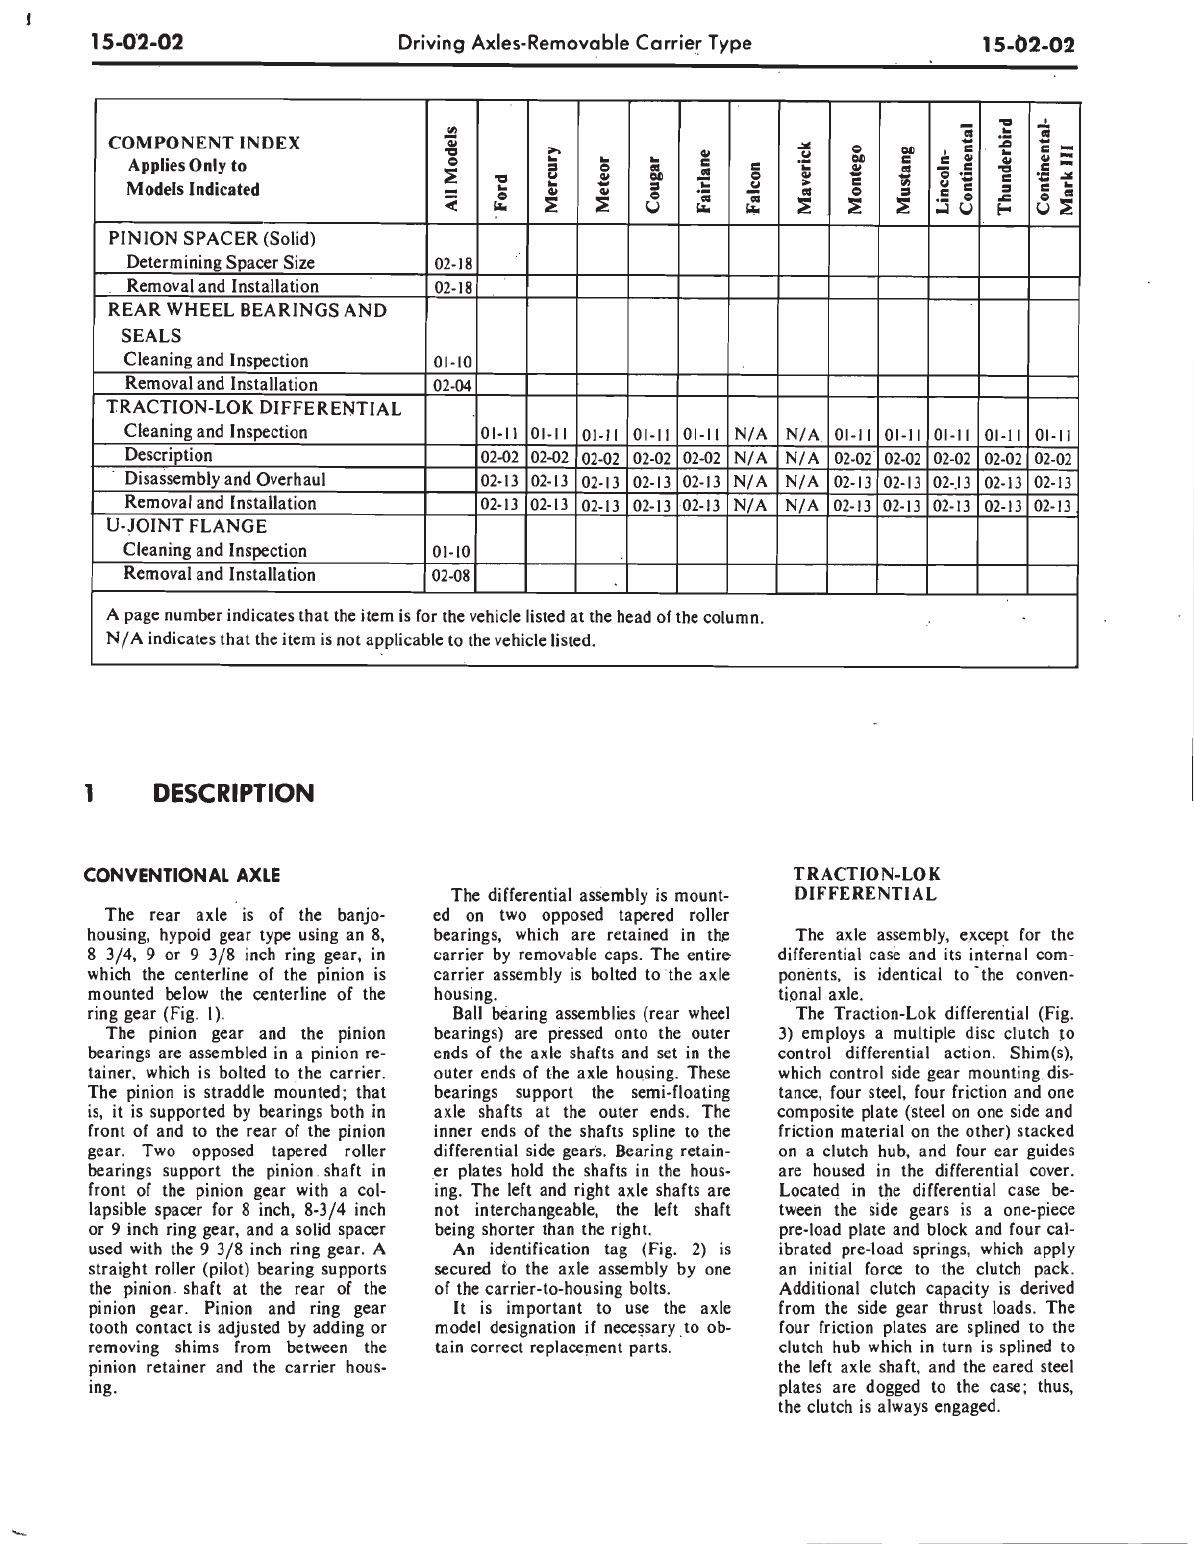 15-02-02 Driving Axles-Removable Carrier Type 15-02-02
COMPONENT INDEX
Applies Only to
Models Indicated
All Models
Ford
Mercury
Meteor
Cougar
Fairlane
Falcon
Maverick
Montego
Mustang
Lincoln-
Continental
Thunderbird
Continental-
Mark III
PINION SPACER (Solid)
Determining Spacer Size 02-18
Removal and Installation 02-18
REAR WHEEL BEARINGS AND
SEALS
Cleaning and Inspection 01-10
Removal and Installation 02-04
TRACTION-LOK DIFFERENTIAL
Cleaning and Inspection 01-11 01-11 01-11 01-11 01-11 N/A N/A 01-11 01-11 01-11 01-11 01-11
Description 02-02 02-02 02-02 02-02 02-02 N/A N/A 02-02 02-02 02-02 02-02 02-02
Disassembly and Overhaul 02-13 02-13 02-13 02-13 02-13 N/A N/A 02-13 02-13 02-13 02-13 02-13
Removal and Installation 02-13 02-13 02-13 02-13 02-13 N/A N/A 02-13 02-13 02-13 02-13 02-13
U-JOINT FLANGE
Cleaning and Inspection 01-10
Removal and Installation 02-08
A page number indicates that the item is for the vehicle listed at the head of the column.
N/A indicates that the item is not applicable to the vehicle listed.
1 DESCRIPTION
CONVENTIONAL AXLE
The rear axle is of the banjo-
housing, hypoid gear type using an 8,
8 3/4, 9 or 9 3/8 inch ring gear, in
which the centerline of the pinion is
mounted below the centerline of the
ring gear (Fig. 1).
The pinion gear and the pinion
bearings are assembled in a pinion re-
tainer, which is bolted to the carrier.
The pinion is straddle mounted; that
is, it is supported by bearings both in
front of and to the rear of the pinion
gear. Two opposed tapered roller
bearings support the pinion shaft in
front of the pinion gear with a col-
lapsible spacer for 8 inch, 8-3/4 inch
or 9 inch ring gear, and a solid spacer
used with the 9 3/8 inch ring gear. A
straight roller (pilot) bearing supports
the pinion shaft at the rear of the
pinion gear. Pinion and ring gear
tooth contact is adjusted by adding or
removing shims from between the
pinion retainer and the carrier hous-
ing.
The differential assembly is mount-
ed on two opposed tapered roller
bearings, which are retained in the
carrier by removable caps. The entire
carrier assembly is bolted to the axle
housing.
Ball bearing assemblies (rear wheel
bearings) are pressed onto the outer
ends of the axle shafts and set in the
outer ends of the axle housing. These
bearings support the semi-floating
axle shafts at the outer ends. The
inner ends of the shafts spline to the
differential side gears. Bearing retain-
er plates hold the shafts in the hous-
ing. The left and right axle shafts are
not interchangeable, the left shaft
being shorter than the right.
An identification tag (Fig. 2) is
secured to the axle assembly by one
of the carrier-to-housing bolts.
It is important to use the axle
model designation if necessary to ob-
tain correct replacement parts.
TRACTION-LOK
DIFFERENTIAL
The axle assembly, except for the
differential case and its internal com-
ponents, is identical to the conven-
tional axle.
The Traction-Lok differential (Fig.
3) employs a multiple disc clutch to
control differential action. Shim(s),
which control side gear mounting dis-
tance, four steel, four friction and one
composite plate (steel on one side and
friction material on the other) stacked
on a clutch hub, and four ear guides
are housed in the differential cover.
Located in the differential case be-
tween the side gears is a one-piece
pre-load plate and block and four cal-
ibrated pre-load springs, which apply
an initial force to the clutch pack.
Additional clutch capacity is derived
from the side gear thrust loads. The
four friction plates are splined to the
clutch hub which in turn is splined to
the left axle shaft, and the eared steel
plates are dogged to the case; thus,
the clutch is always engaged.